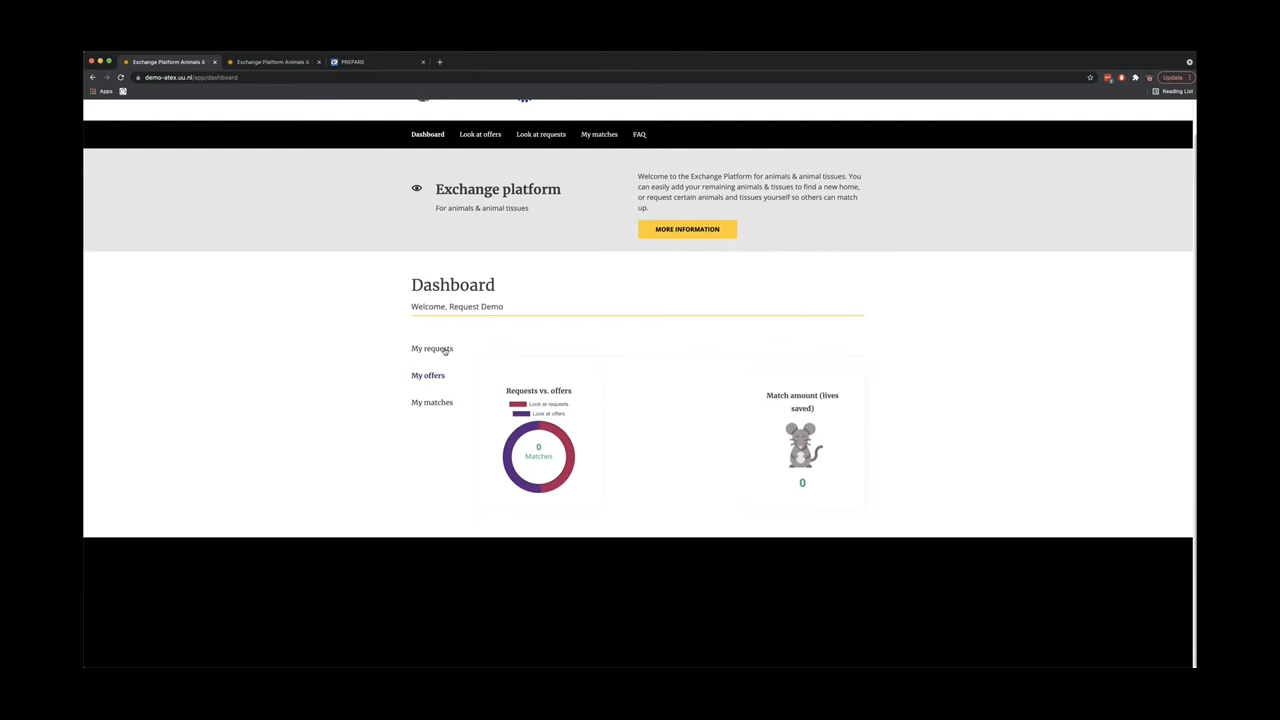 Exchange Platform Animals &
Exchange Platform Animals &
PREPARE
demo-atex.uu.nl/app/dashboard
Update
Apps
Reading List
Dashboard
Look at offers
Look at requests
My matches
FAQ
Exchange platform
For animals & animal tissues
Welcome to the Exchange Platform for animals & animal tissues. You
can easily add your remaining animals & tissues to find a new home,
or request certain animals and tissues yourself so others can match
up.
MORE INFORMATION
Dashboard
Welcome, Request Demo
My requests
My offers
My matches
Requests vs. offers
Look at requests
Look at offers
0
Matches
Match amount (lives
saved)
0